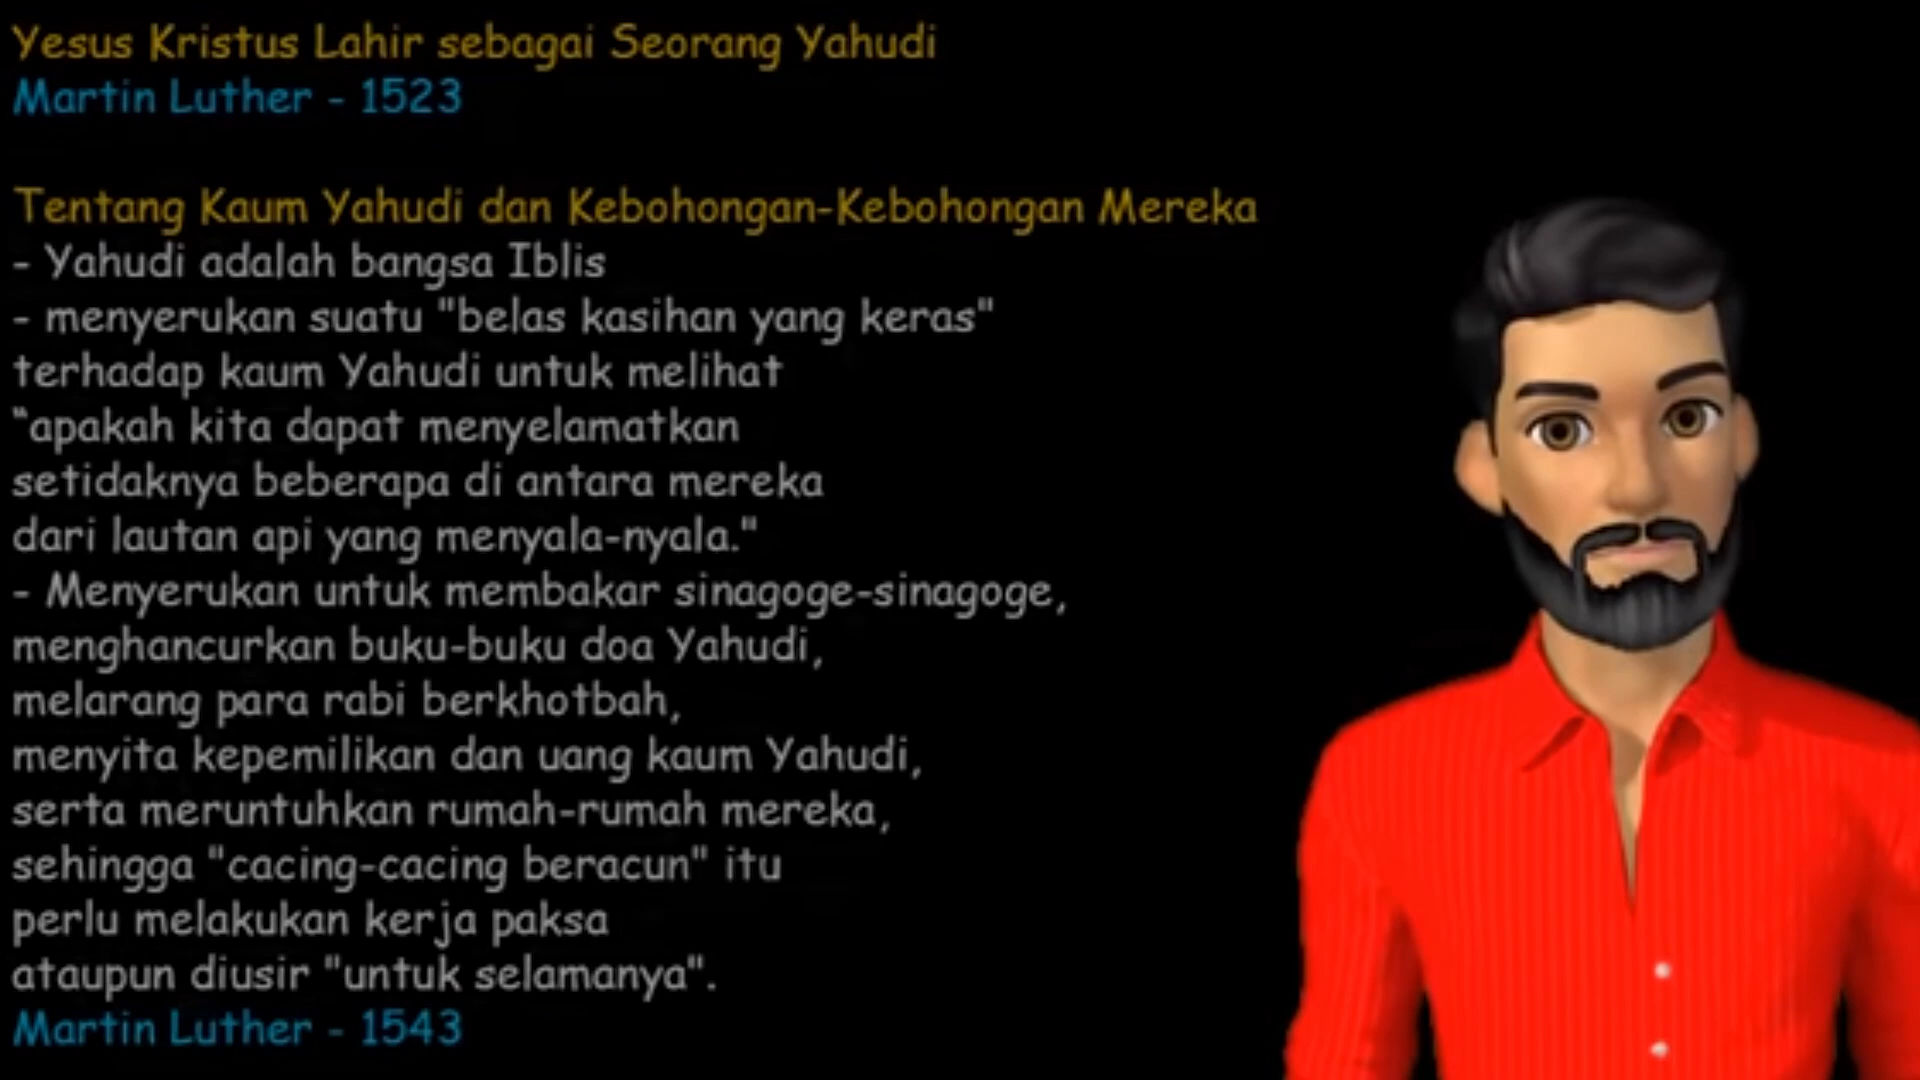 Yesus Kristus Lahir sebagai Seorang Yahudi
Martin Luther - 1523
Tentang Kaum Yahudi dan Kebohongan-Kebohongan Mereka
- Yahudi adalah bangsa Iblis
- menyerukan suatu "belas kasihan yang keras"
terhadap kaum Yahudi untuk melihat
“apakah kita dapat menyelamatkan
setidaknya beberapa di antara mereka
dari lautan api yang menyala-nyala."
- Menyerukan untuk membakar sinagoge-sinagoge,
menghancurkan buku-buku doa Yahudi,
melarang para rabi berkhotbah,
menyita kepemilikan dan uang kaum Yahudi,
serta meruntuhkan rumah-rumah mereka,
sehingga "cacing-cacing beracun" itu
perlu melakukan kerja paksa
ataupun diusir "untuk selamanya".
Martin Luther - 1543